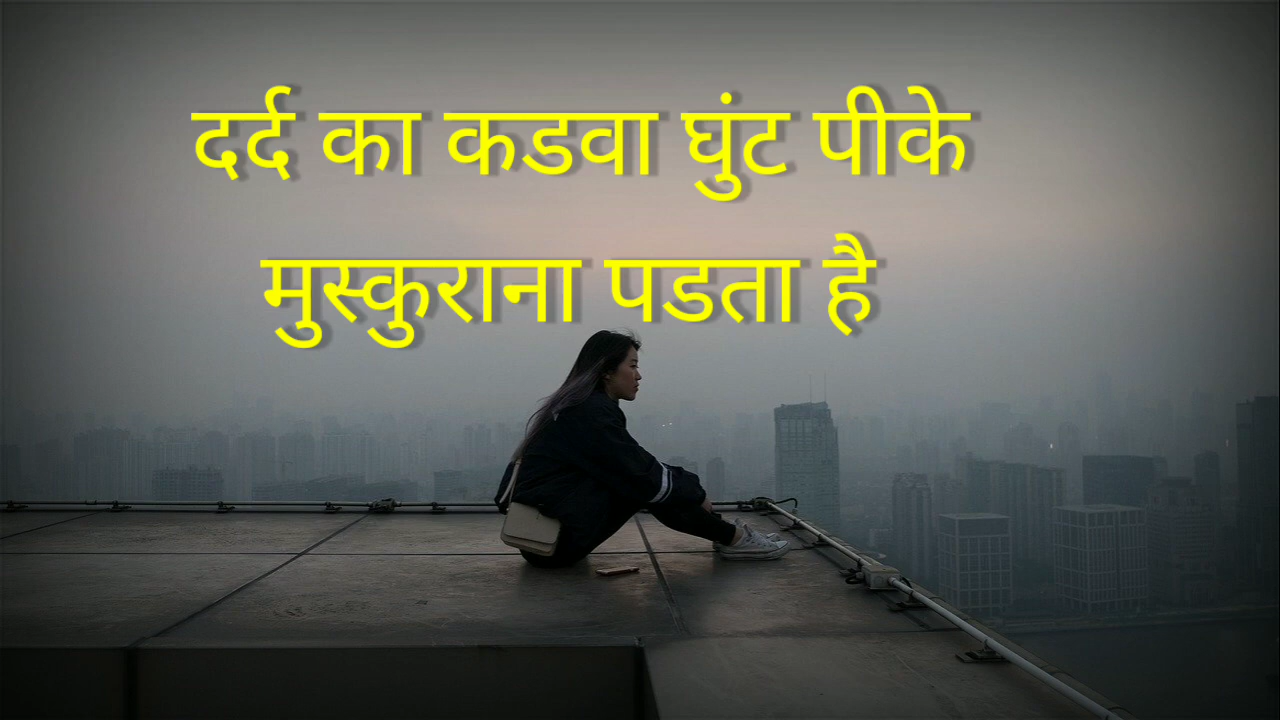 दर्द का कडवा घुंट पीके
मुस्कुराना पडता है